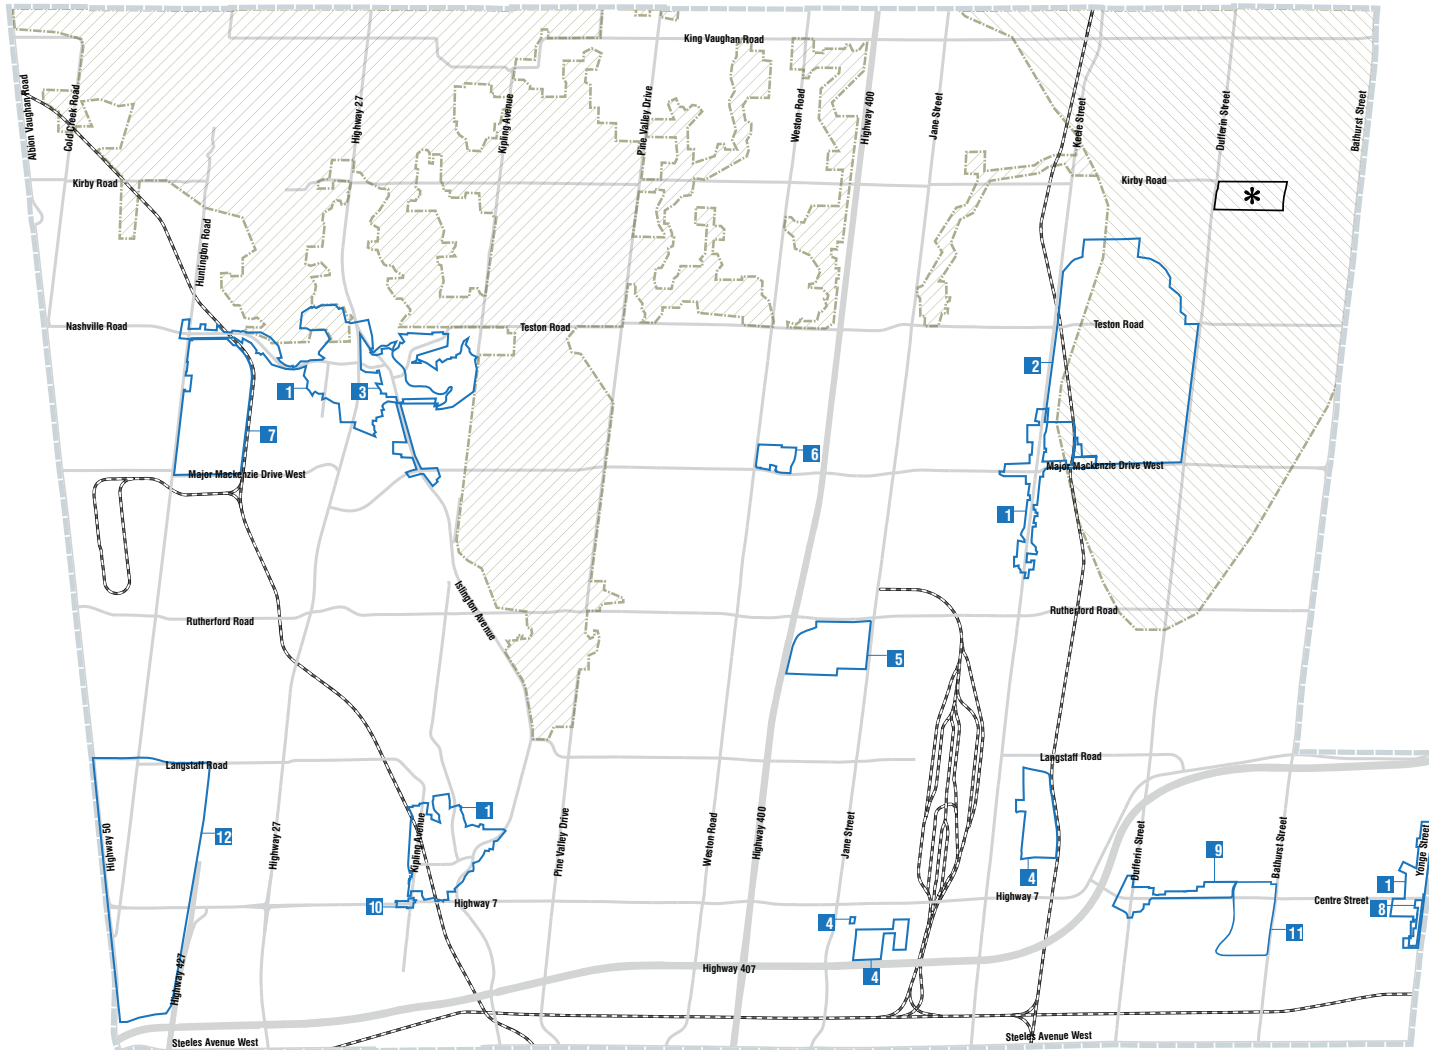 King Vaughan Road
Albion Vaughan Road
Cold Creek Road
Highway 27
Kipling Avenue
Pine Valley Drive
Weston Road
Highway 400
Jane Street
Keele Street
Dufferin Street
Bathurst Street
Kirby Road
Kirby Road
*
Huntington Road
Nashville Road
Teston Road
Teston Road
1
3
2
7
6
Major Mackenzie Drive West
Major Mackenzie Drive West
1
Islington Avenue
Rutherford Road
Rutherford Road
5
Langstaff Road
Langstaff Road
Highway 50
12
Highway 27
Kipling Avenue
1
Pine Valley Drive
Weston Road
Highway 400
Jane Street
4
Dufferin Street
9
Bathurst Street
Yonge Street
1
8
10
Highway 7
Highway 7
Centre Street
4
11
4
Highway 427
Highway 407
Steeles Avenue West
Steeles Avenue West